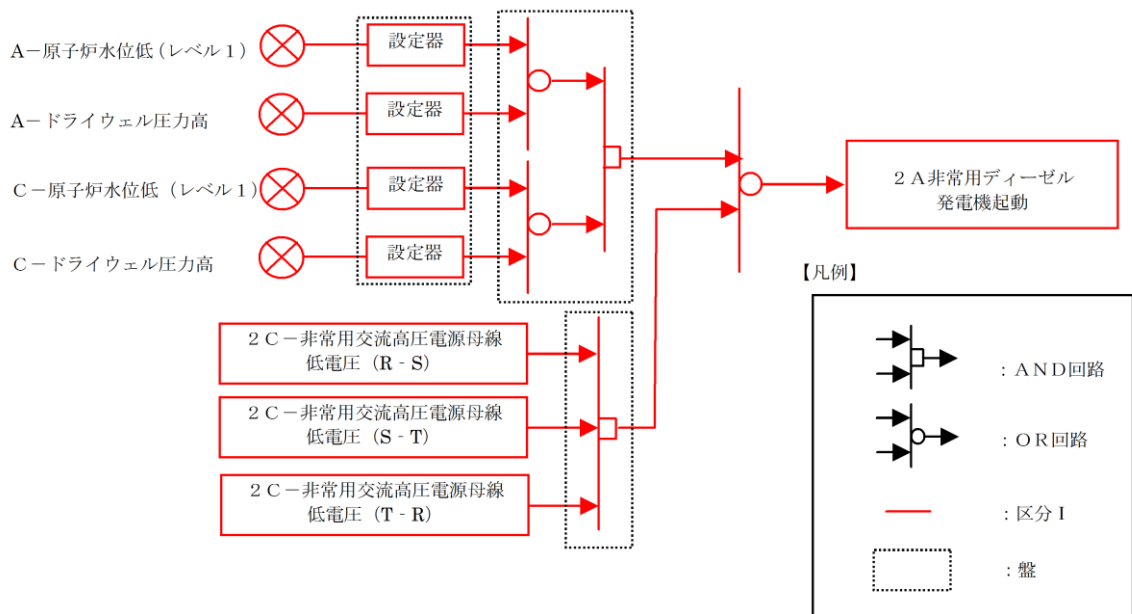 A－原子炉水位低（レベル１）
設定器
A－ドライウェル圧力高
設定器
C－原子炉水位低（レベル１）
設定器
C－ドライウェル圧力高
設定器
２A非常用ディーゼル
発電機起動
２C－非常用交流高圧電源母線
低電圧（R‐S）
２C－非常用交流高圧電源母線
低電圧（S‐T）
２C－非常用交流高圧電源母線
低電圧（T‐R）
【凡例】
：ＡＮＤ回路
：ＯＲ回路
：区分Ⅰ
：盤